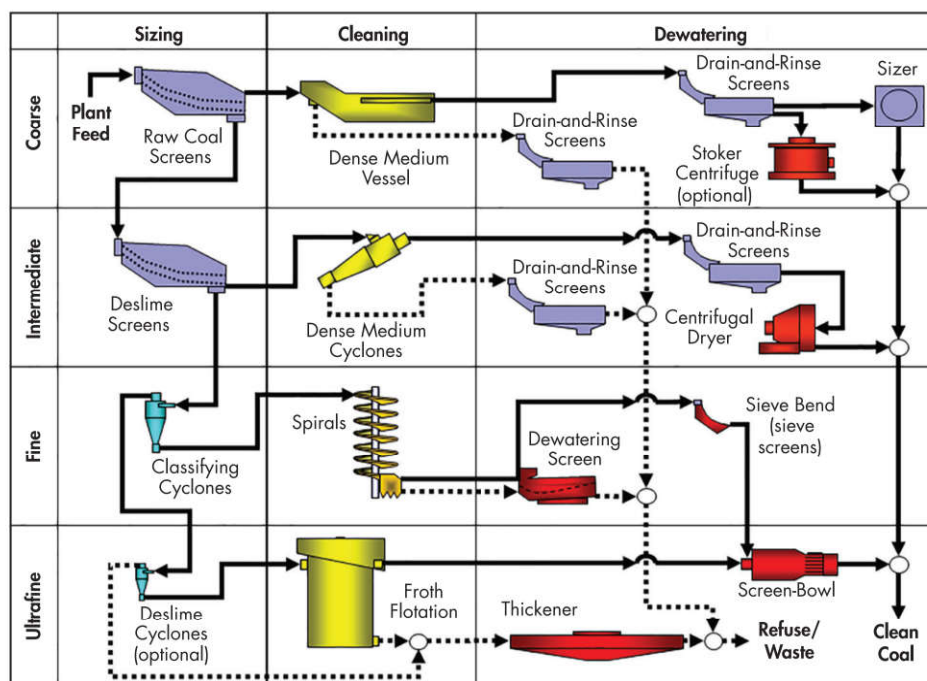 Sizing
Cleaning
Dewatering
Coarse
Plant
Feed
Raw Coal
Screens
Dense Medium
Vessel
Drain-and-Rinse
Screens
Drain-and-Rinse
Screens
Sizer
Stoker
Centrifuge
(optional)
Intermediate
Deslime
Screens
Dense Medium
Cyclones
Drain-and-Rinse
Screens
Drain-and-Rinse
Screens
Centrifugal
Dryer
Fine
Classifying
Cyclones
Spirals
Dewatering
Screen
Sieve Bend
(sieve
screens)
Ultrafine
Deslime
Cyclones
(optional)
Froth
Flotation
Thickener
Screen-Bowl
Refuse/
Waste
Clean
Coal